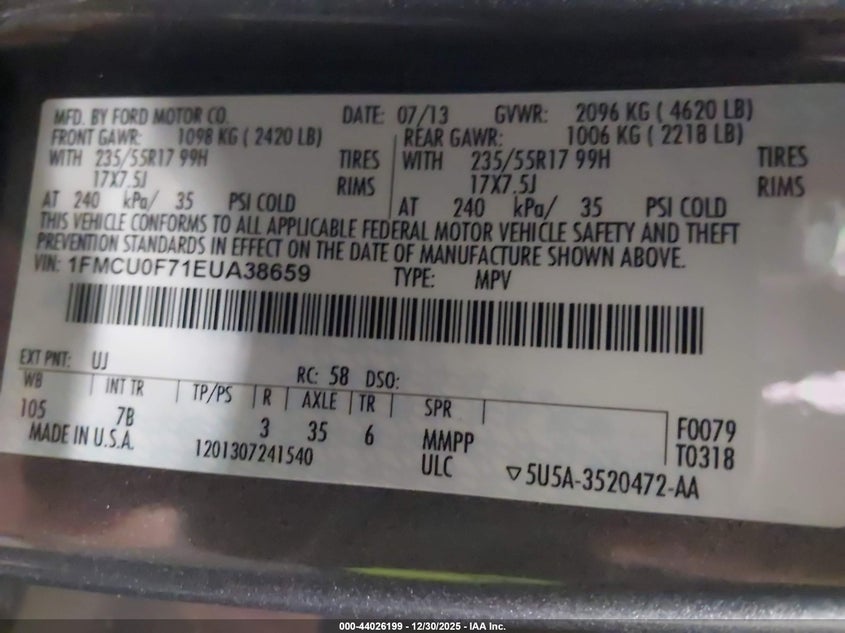 MFD. BY FORD MOTOR CO. DATE: 07/13 GVWR: 2096 KG ( 4620 LB)
FRONT GAWR: 1098 KG ( 2420 LB) REAR GAWR: 1006 KG ( 2218 LB)
WITH 235/55R17 99H TIRES WITH 235/55R17 99H TIRES
17X7.5J RIMS 17X7.5J RIMS
AT 240 kPa/ 35 PSI COLD AT 240 kPa/ 35 PSI COLD
THIS VEHICLE CONFORMS TO ALL APPLICABLE FEDERAL MOTOR VEHICLE SAFETY AND THEFT
PREVENTION STANDARDS IN EFFECT ON THE DATE OF MANUFACTURE SHOWN ABOVE.
VIN: 1FMCU0F71EUA38659 TYPE: MPV
EXT PNT: UJ RC: 58 DSO:
WB INT TR TP/PS R AXLE TR SPR
105 7B 3 35 6 MMPP F0079
MADE IN U.S.A. 1201307241540 ULC T0318
▽5U5A-3520472-AA
000-44026199 - 12/30/2025 - IAA Inc.